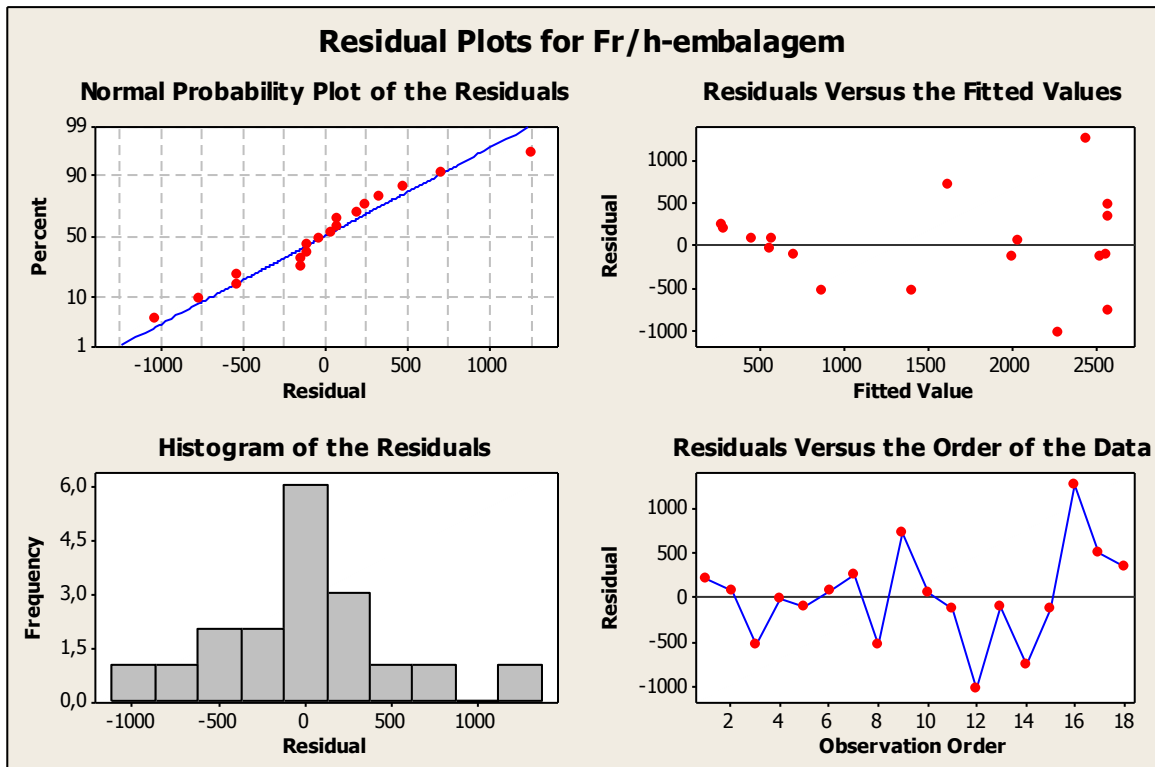 Residual Plots for Fr/h-embalagem
Normal Probability Plot of the Residuals
99
90
50
10
1
Percent
-1000 -500 0 500 1000
Residual
Residuals Versus the Fitted Values
1000
500
0
-500
-1000
Residual
500 1000 1500 2000 2500
Fitted Value
Histogram of the Residuals
6,0
4,5
3,0
1,5
0,0
Frequency
-1000 -500 0 500 1000
Residual
Residuals Versus the Order of the Data
1000
500
0
-500
-1000
Residual
2 4 6 8 10 12 14 16 18
Observation Order